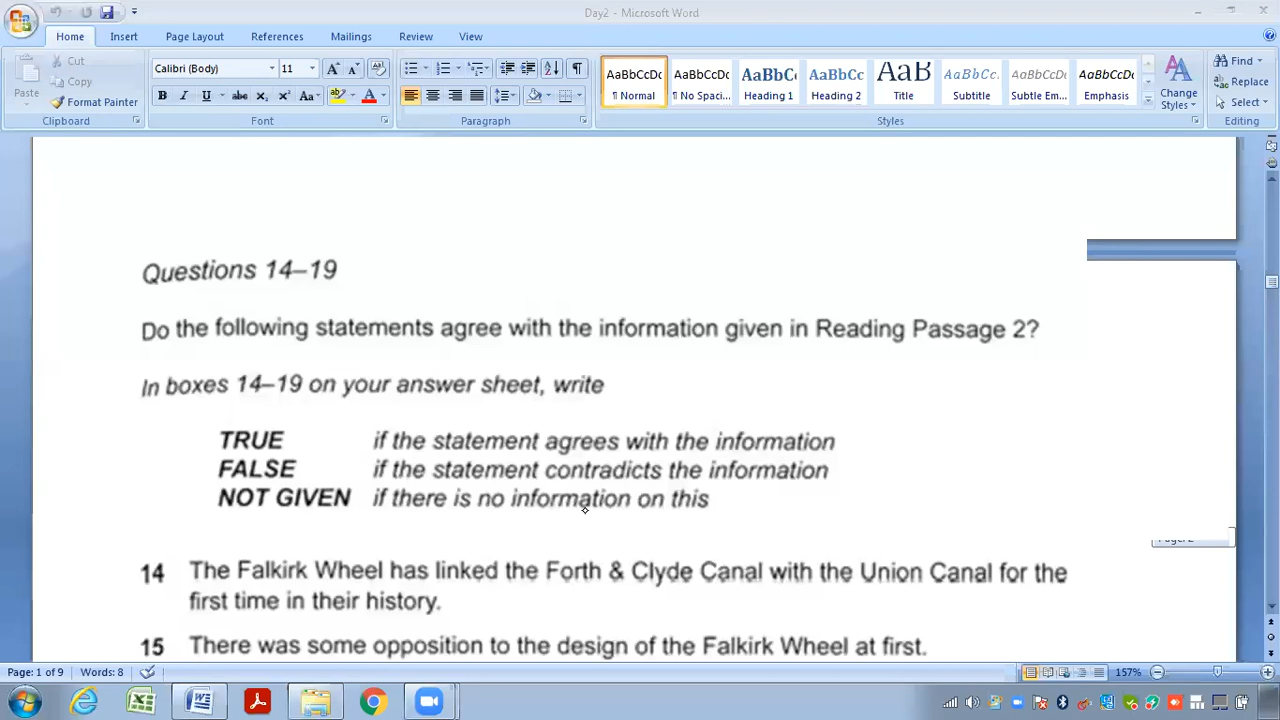 Day2 - Microsoft Word
Home Insert Page Layout References Mailings Review View
Paste
Cut
Copy
Format Painter
Clipboard
Calibri (Body) 11
Font
Paragraph
AaBbCcDc AaBbCcDc AaBbC AaBbCc AaB AaBbCc. AaBbCcDc AaBbCcDc
¶ Normal ¶ No Spaci... Heading 1 Heading 2 Title Subtitle Subtle Em... Emphasis
Change Styles
Styles
Find
Replace
Select
Editing
Questions 14–19
Do the following statements agree with the information given in Reading Passage 2?
In boxes 14–19 on your answer sheet, write
TRUE if the statement agrees with the information
FALSE if the statement contradicts the information
NOT GIVEN if there is no information on this
14 The Falkirk Wheel has linked the Forth & Clyde Canal with the Union Canal for the
first time in their history.
15 There was some opposition to the design of the Falkirk Wheel at first.
Page: 1 of 9 Words: 8 157%